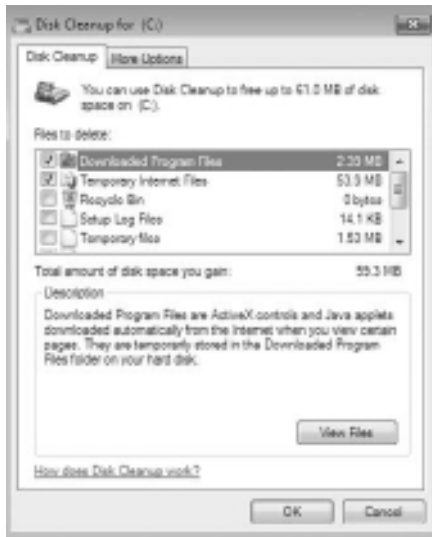 Disk Cleanup for (C:)
Disk Cleanup
More Options
You can use Disk Cleanup to free up to 61.0 MB of disk
space on (C:).
Files to delete:
Downloaded Program Files 2.39 MB
Temporary Internet Files 53.9 MB
Recycle Bin 0 bytes
Setup Log Files 14.1 KB
Temporary files 1.53 MB
Total amount of disk space you gain: MB
Description
Downloaded Program Files are ActiveX controls and Java applets
downloaded automatically from the Internet when you view certain
pages. They are temporarily stored in the Downloaded Program
Files folder on your hard disk.
View Files
How does Disk Cleanup work?
OK
Cancel